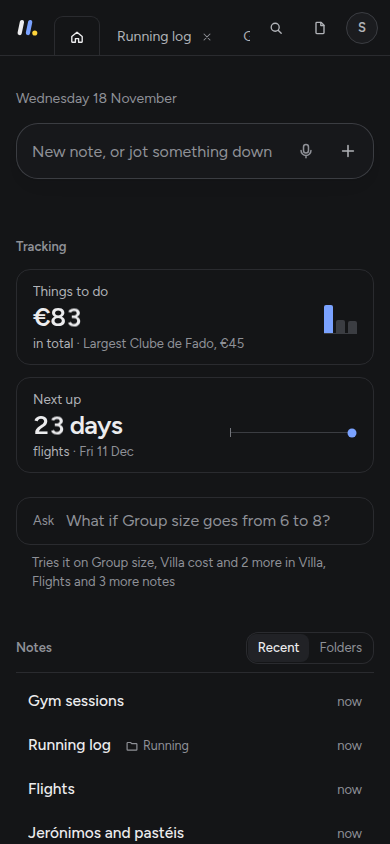 Running log
S
Wednesday 18 November
New note, or jot something down
Tracking
Things to do
€83
in total · Largest Clube de Fado, €45
Next up
23 days
flights · Fri 11 Dec
Ask What if Group size goes from 6 to 8?
Tries it on Group size, Villa cost and 2 more in Villa,
Flights and 3 more notes
Notes Recent Folders
Gym sessions now
Running log Running now
Flights now
Jerónimos and pastéis now